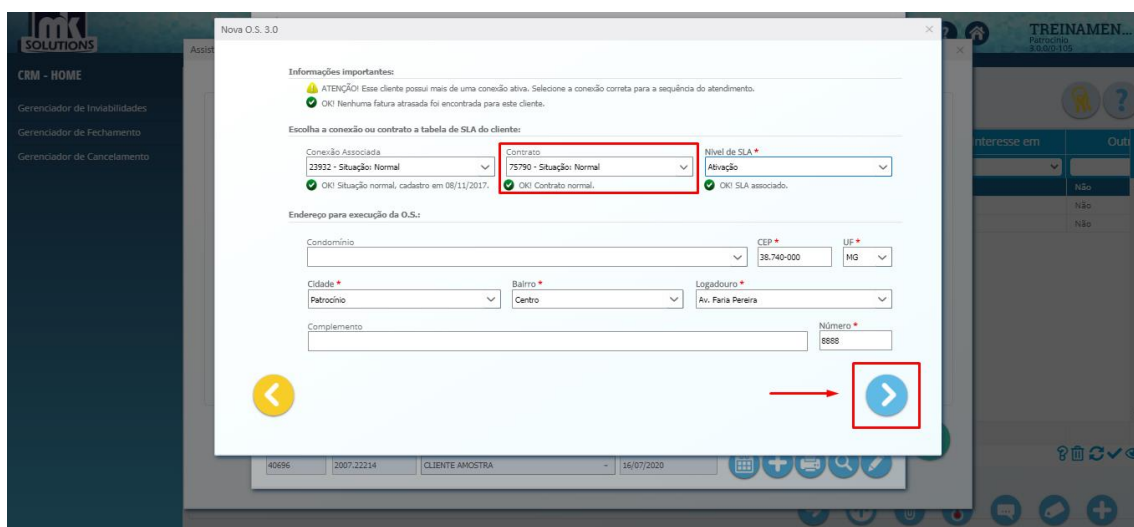 mk
SOLUTIONS
TREINAMEN...
Patrocínio
3.0.0/0-105
Assist
Nova O.S. 3.0
CRM - HOME
Gerenciador de Inviabilidades
Gerenciador de Fechamento
Gerenciador de Cancelamento
Informações importantes:
ATENÇÃO! Esse cliente possui mais de uma conexão ativa. Selecione a conexão correta para a sequência do atendimento.
OK! Nenhuma fatura atrasada foi encontrada para este cliente.
Escolha a conexão ou contrato a tabela de SLA do cliente:
Conexão Associada
Contrato
Nível de SLA *
23932 - Situação: Normal
75790 - Situação: Normal
Ativação
OK! Situação normal, cadastro em 08/11/2017.
OK! Contrato normal.
OK! SLA associado.
Endereço para execução da O.S.:
Condomínio
CEP *
UF *
38.740-000
MG
Cidade *
Bairro *
Logadouro *
Patrocínio
Centro
Av. Faria Pereira
Complemento
Número *
8888
nteresse em
Outr
Não
Não
Não
40696
2007.22214
CLIENTE AMOSTRA
16/07/2020